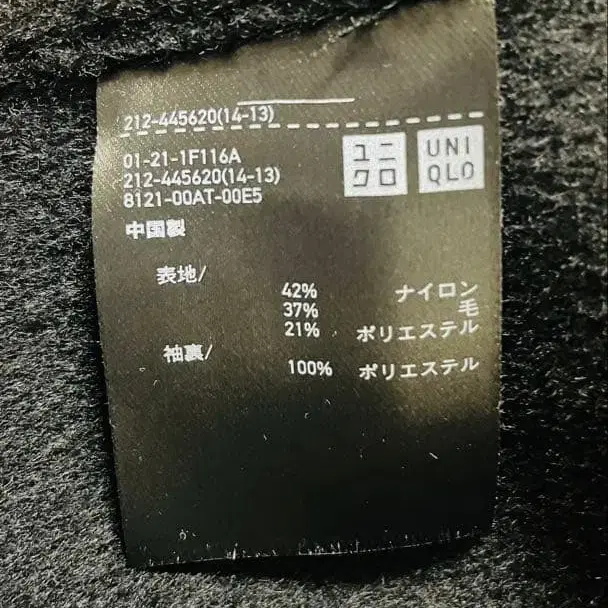 212-445620(14-13)
01-21-1F116A
212-445620(14-13)
8121-00AT-00E5
ユニ
クロ
UNI
QLO
中国製
表地/
42% ナイロン
37% 毛
21% ポリエステル
袖裏/
100% ポリエステル